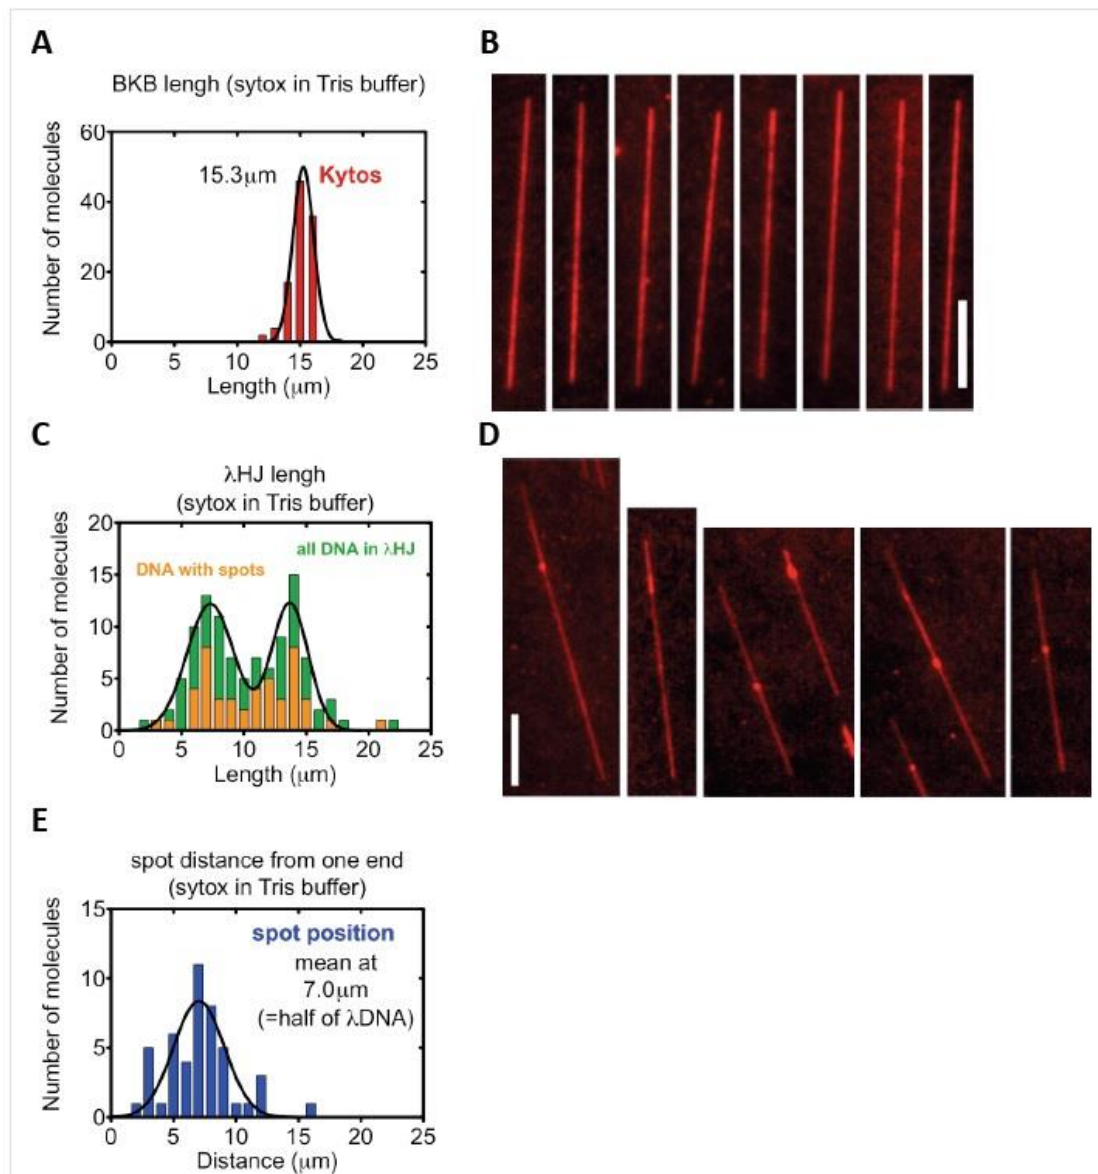 A
BKB lengh (sytox in Tris buffer)
Number of molecules
60
40
20
0
15.3μm Kytos
0 5 10 15 20 25
Length (μm)
B
C
λHJ lengh
(sytox in Tris buffer)
Number of molecules
20
15
10
5
0
all DNA in λHJ
DNA with spots
0 5 10 15 20 25
Length (μm)
D
E
spot distance from one end
(sytox in Tris buffer)
Number of molecules
15
10
5
0
spot position
mean at
7.0μm
(=half of λDNA)
0 5 10 15 20 25
Distance (μm)